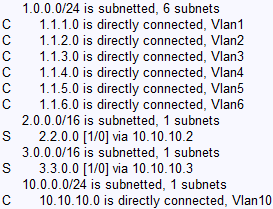 1.0.0.0/24 is subnetted, 6 subnets
C 1.1.1.0 is directly connected, Vlan1
C 1.1.2.0 is directly connected, Vlan2
C 1.1.3.0 is directly connected, Vlan3
C 1.1.4.0 is directly connected, Vlan4
C 1.1.5.0 is directly connected, Vlan5
C 1.1.6.0 is directly connected, Vlan6
2.0.0.0/16 is subnetted, 1 subnets
S 2.2.0.0 [1/0] via 10.10.10.2
3.0.0.0/16 is subnetted, 1 subnets
S 3.3.0.0 [1/0] via 10.10.10.3
10.0.0.0/24 is subnetted, 1 subnets
C 10.10.10.0 is directly connected, Vlan10